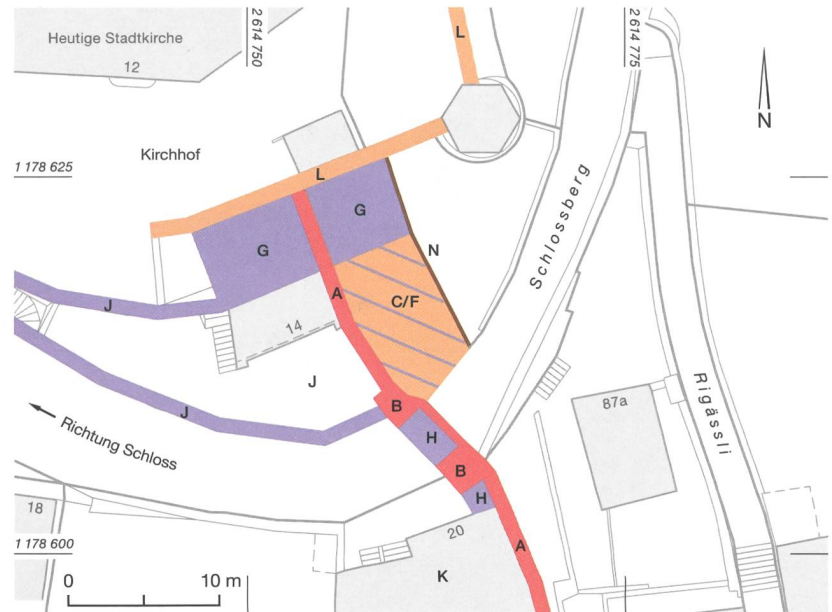 Heutige Stadtkirche
12
2 614 750
2 614 775
L
N
Kirchhof
1 178 625
L
G
G
N
Schlossberg
A
C/F
J
14
J
J
B
H
B
H
A
Richtung Schloss
87a
Rigässli
18
20
K
1 178 600
0
10 m